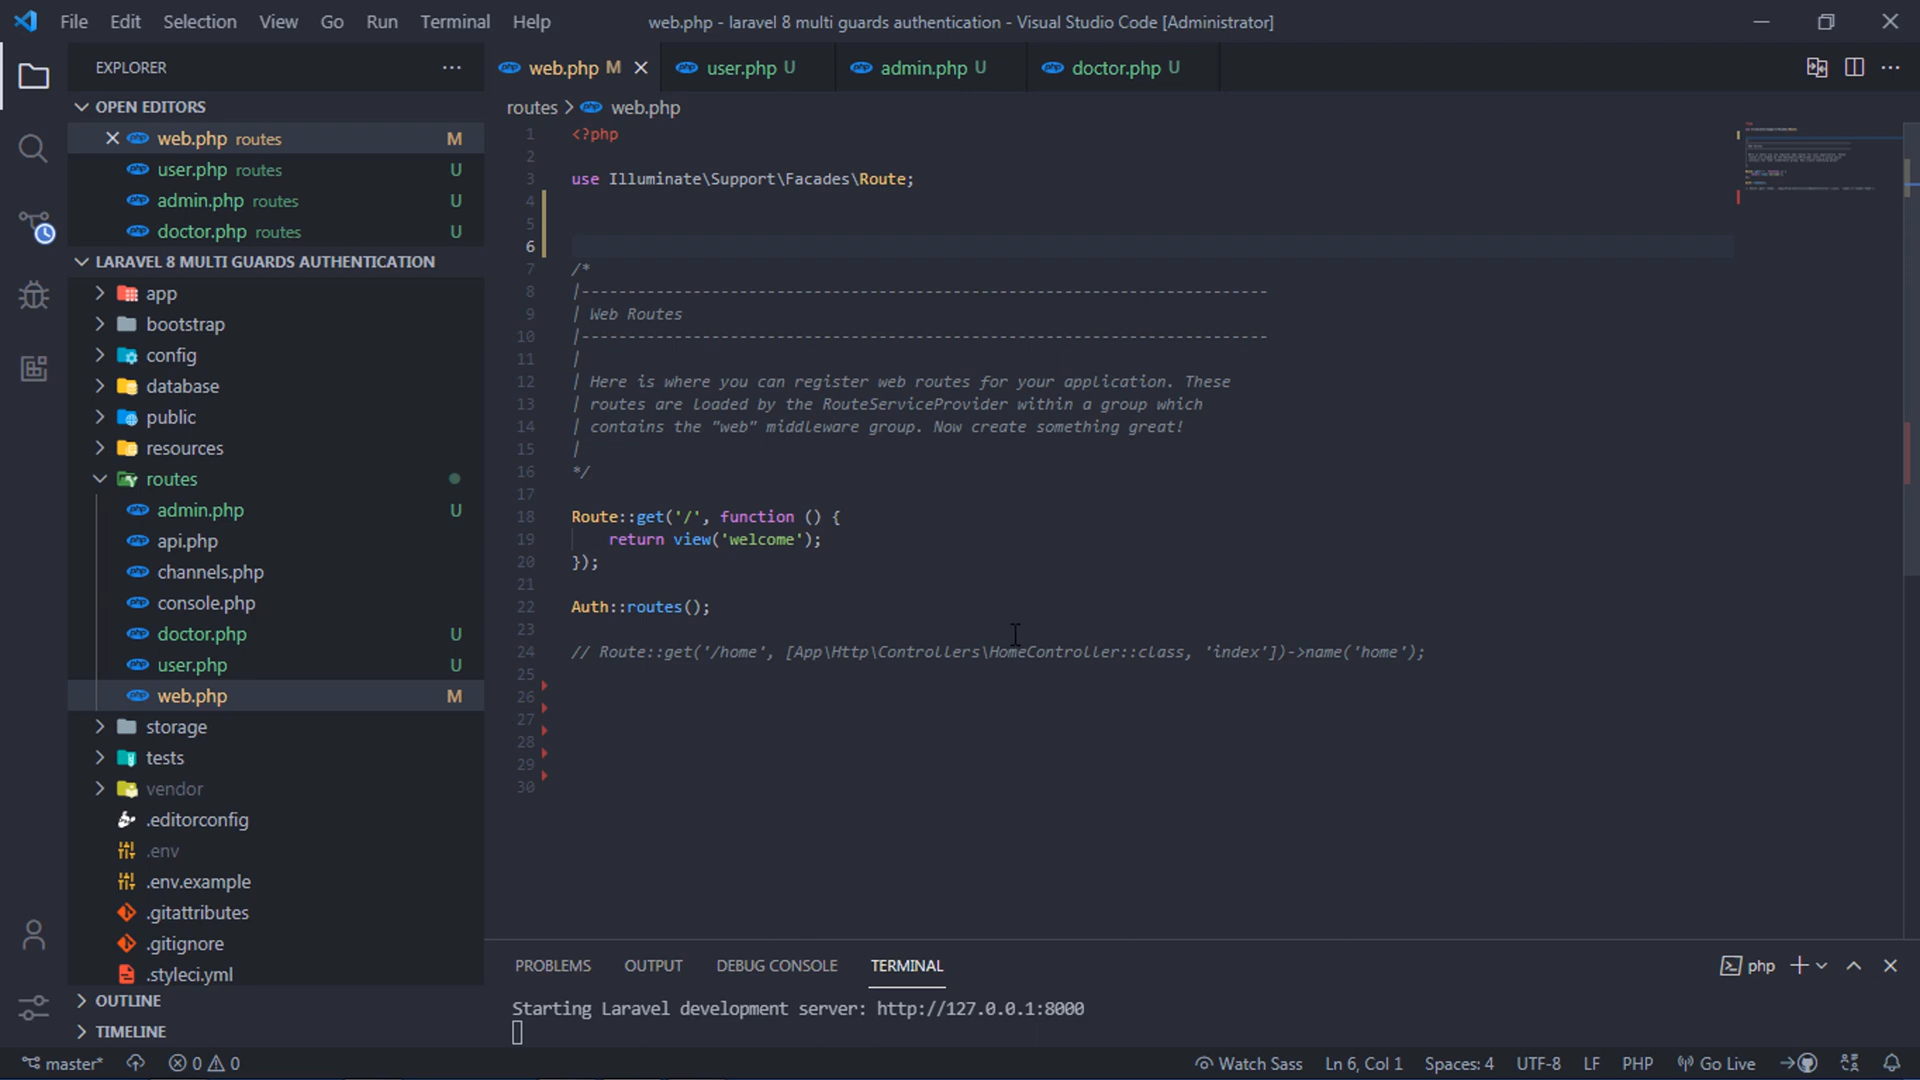 File Edit Selection View Go Run Terminal Help
web.php - laravel 8 multi guards authentication - Visual Studio Code [Administrator]
EXPLORER
OPEN EDITORS
web.php routes M
user.php routes U
admin.php routes U
doctor.php routes U
LARAVEL 8 MULTI GUARDS AUTHENTICATION
app
bootstrap
config
database
public
resources
routes
admin.php U
api.php
channels.php
console.php
doctor.php U
user.php U
web.php M
storage
tests
vendor
.editorconfig
.env
.env.example
.gitattributes
.gitignore
.styleci.yml
OUTLINE
TIMELINE
web.php M user.php U admin.php U doctor.php U
routes > web.php
1 <?php
2
3 use Illuminate\Support\Facades\Route;
4
5
6
7 /*
8 |--------------------------------------------------------------------------
9 | Web Routes
10 |--------------------------------------------------------------------------
11 |
12 | Here is where you can register web routes for your application. These
13 | routes are loaded by the RouteServiceProvider within a group which
14 | contains the "web" middleware group. Now create something great!
15 |
16 */
17
18 Route::get('/', function () {
19 return view('welcome');
20 });
21
22 Auth::routes();
23
24 // Route::get('/home', [App\Http\Controllers\HomeController::class, 'index'])->name('home');
25
26
27
28
29
30
PROBLEMS OUTPUT DEBUG CONSOLE TERMINAL
php
Starting Laravel development server: http://127.0.0.1:8000
master* 0 0 Watch Sass Ln 6, Col 1 Spaces: 4 UTF-8 LF PHP Go Live